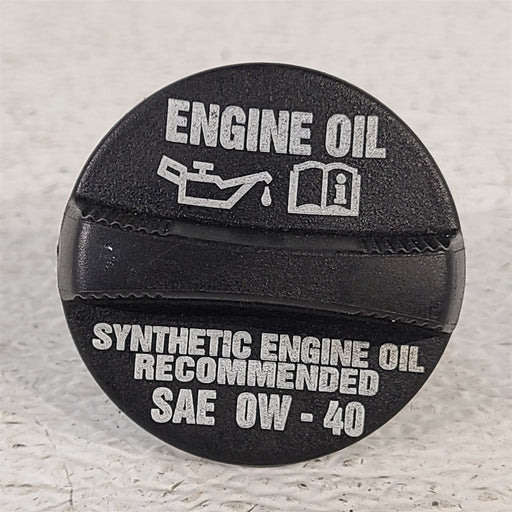 ENGINE OIL
i
SYNTHETIC ENGINE OIL
RECOMMENDED
SAE 0W - 40